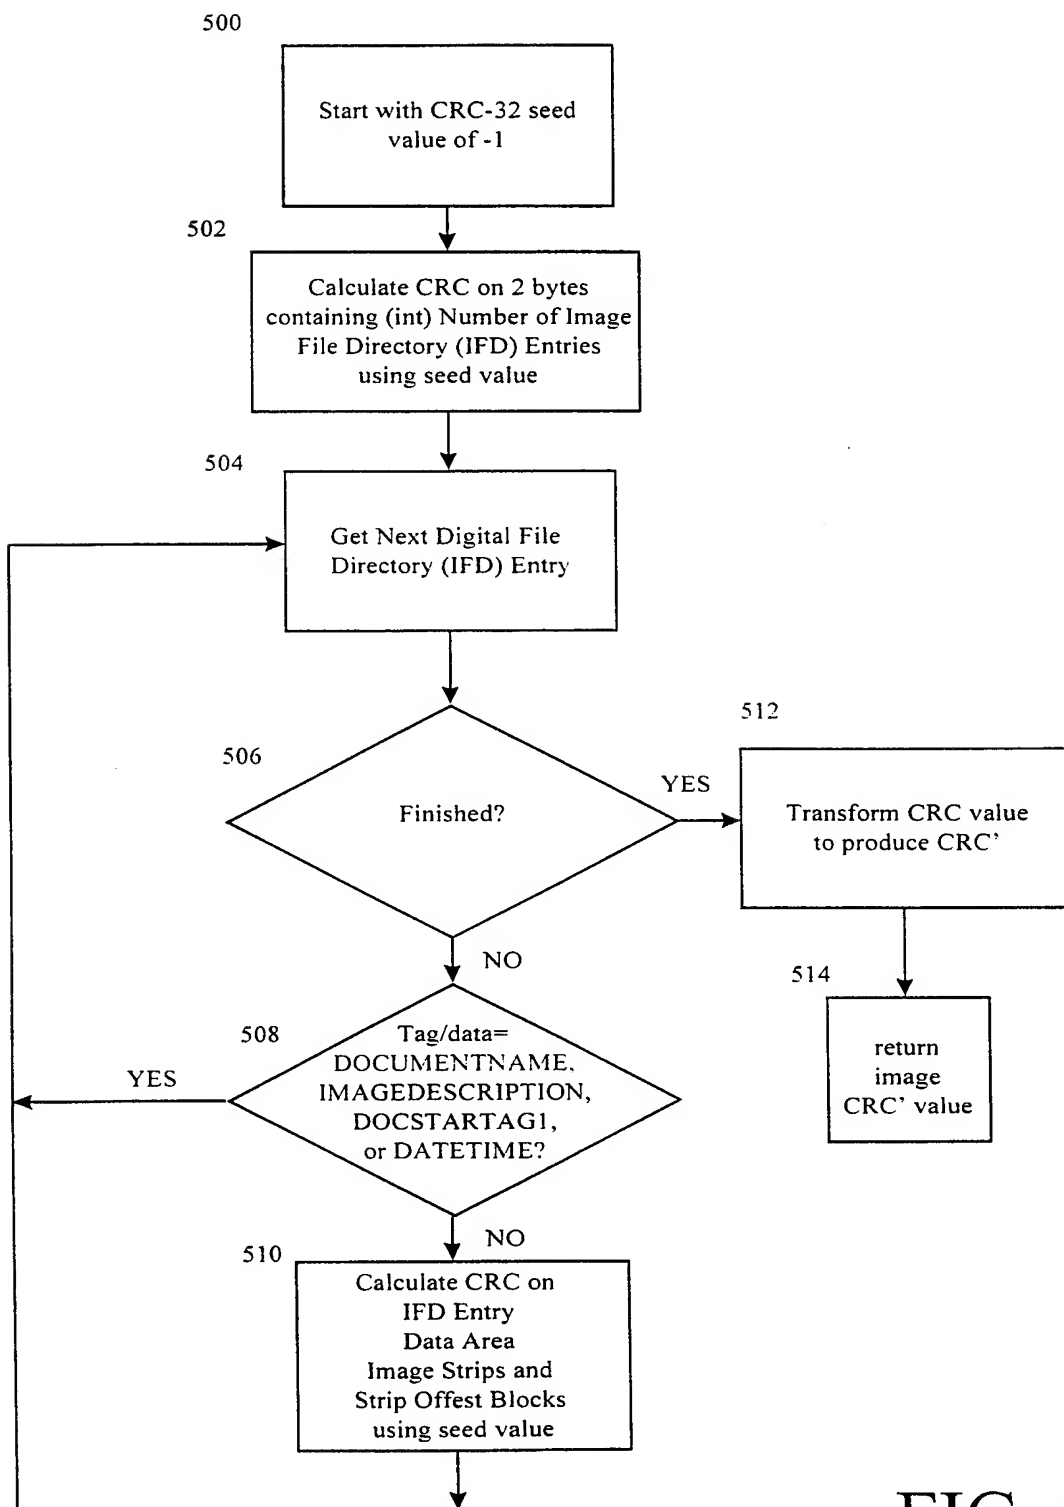 500
Start with CRC-32 seed
value of -1
502
Calculate CRC on 2 bytes
containing (int) Number of Image
File Directory (IFD) Entries
using seed value
504
Get Next Digital File
Directory (IFD) Entry
506
Finished?
YES
512
Transform CRC value
to produce CRC’
NO
514
return
image
CRC’ value
508
Tag/data=
DOCUMENTNAME,
IMAGEDESCRIPTION,
DOCSTARTAG1,
or DATETIME?
YES
NO
510
Calculate CRC on
IFD Entry
Data Area
Image Strips and
Strip Offest Blocks
using seed value
FIG